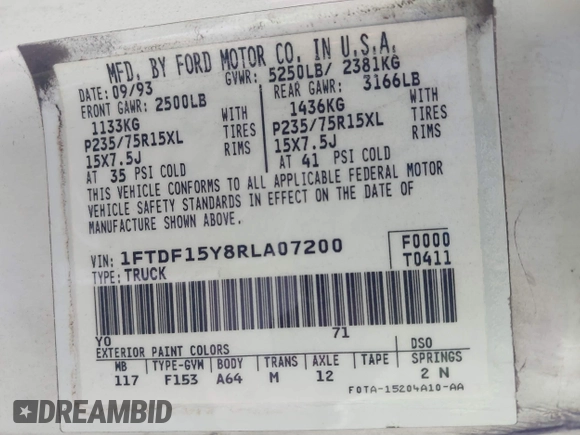 MFD. BY FORD MOTOR CO. IN U.S.A.
DATE: 09/93 GVWR: 5250LB/ 2381KG
FRONT GAWR: 2500LB REAR GAWR: 3166LB
1133KG WITH 1436KG WITH
P235/75R15XL TIRES P235/75R15XL TIRES
15X7.5J RIMS 15X7.5J RIMS
AT 35 PSI COLD AT 41 PSI COLD
THIS VEHICLE CONFORMS TO ALL APPLICABLE FEDERAL MOTOR
VEHICLE SAFETY STANDARDS IN EFFECT ON THE DATE OF
MANUFACTURE SHOWN ABOVE.
VIN: 1FTDF15Y8RLA07200 F0000
TYPE: TRUCK T0411
YO 71
EXTERIOR PAINT COLORS DSO
WB TYPE-GVW BODY TRANS AXLE TAPE SPRINGS
117 F153 A64 M 12 2 N
F0TA-15204A10-AA
DREAMBID